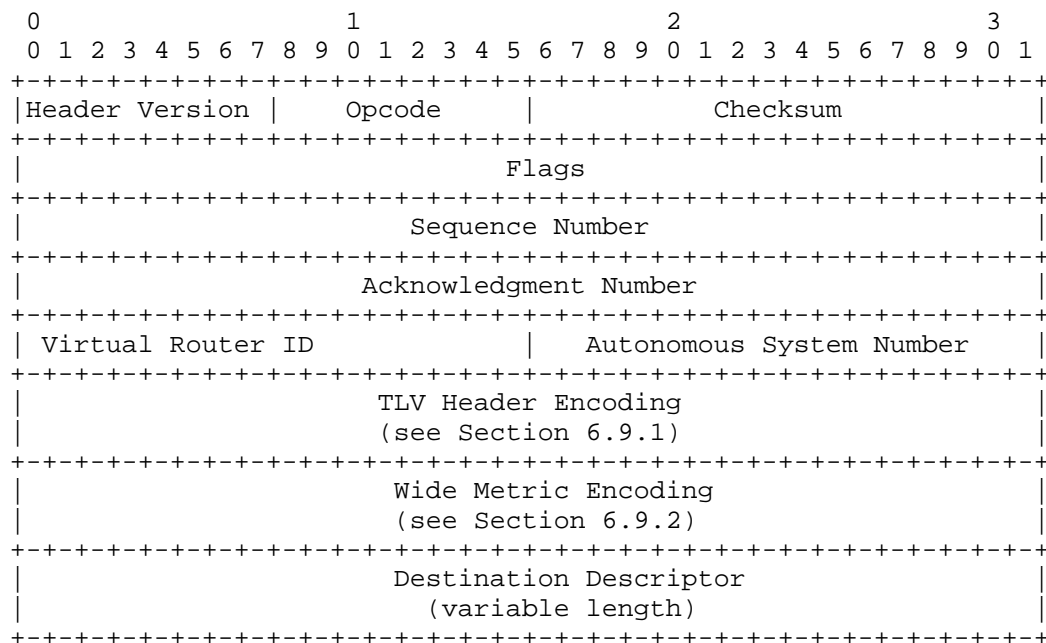 0                   1                   2                   3
0 1 2 3 4 5 6 7 8 9 0 1 2 3 4 5 6 7 8 9 0 1 2 3 4 5 6 7 8 9 0 1
+-+-+-+-+-+-+-+-+-+-+-+-+-+-+-+-+-+-+-+-+-+-+-+-+-+-+-+-+-+-+-+-+
|Header Version | Opcode | Checksum |
+-+-+-+-+-+-+-+-+-+-+-+-+-+-+-+-+-+-+-+-+-+-+-+-+-+-+-+-+-+-+-+-+
| Flags |
+-+-+-+-+-+-+-+-+-+-+-+-+-+-+-+-+-+-+-+-+-+-+-+-+-+-+-+-+-+-+-+-+
| Sequence Number |
+-+-+-+-+-+-+-+-+-+-+-+-+-+-+-+-+-+-+-+-+-+-+-+-+-+-+-+-+-+-+-+-+
| Acknowledgment Number |
+-+-+-+-+-+-+-+-+-+-+-+-+-+-+-+-+-+-+-+-+-+-+-+-+-+-+-+-+-+-+-+-+
| Virtual Router ID | Autonomous System Number |
+-+-+-+-+-+-+-+-+-+-+-+-+-+-+-+-+-+-+-+-+-+-+-+-+-+-+-+-+-+-+-+-+
| TLV Header Encoding |
| (see Section 6.9.1) |
+-+-+-+-+-+-+-+-+-+-+-+-+-+-+-+-+-+-+-+-+-+-+-+-+-+-+-+-+-+-+-+-+
| Wide Metric Encoding |
| (see Section 6.9.2) |
+-+-+-+-+-+-+-+-+-+-+-+-+-+-+-+-+-+-+-+-+-+-+-+-+-+-+-+-+-+-+-+-+
| Destination Descriptor |
| (variable length) |
+-+-+-+-+-+-+-+-+-+-+-+-+-+-+-+-+-+-+-+-+-+-+-+-+-+-+-+-+-+-+-+-+